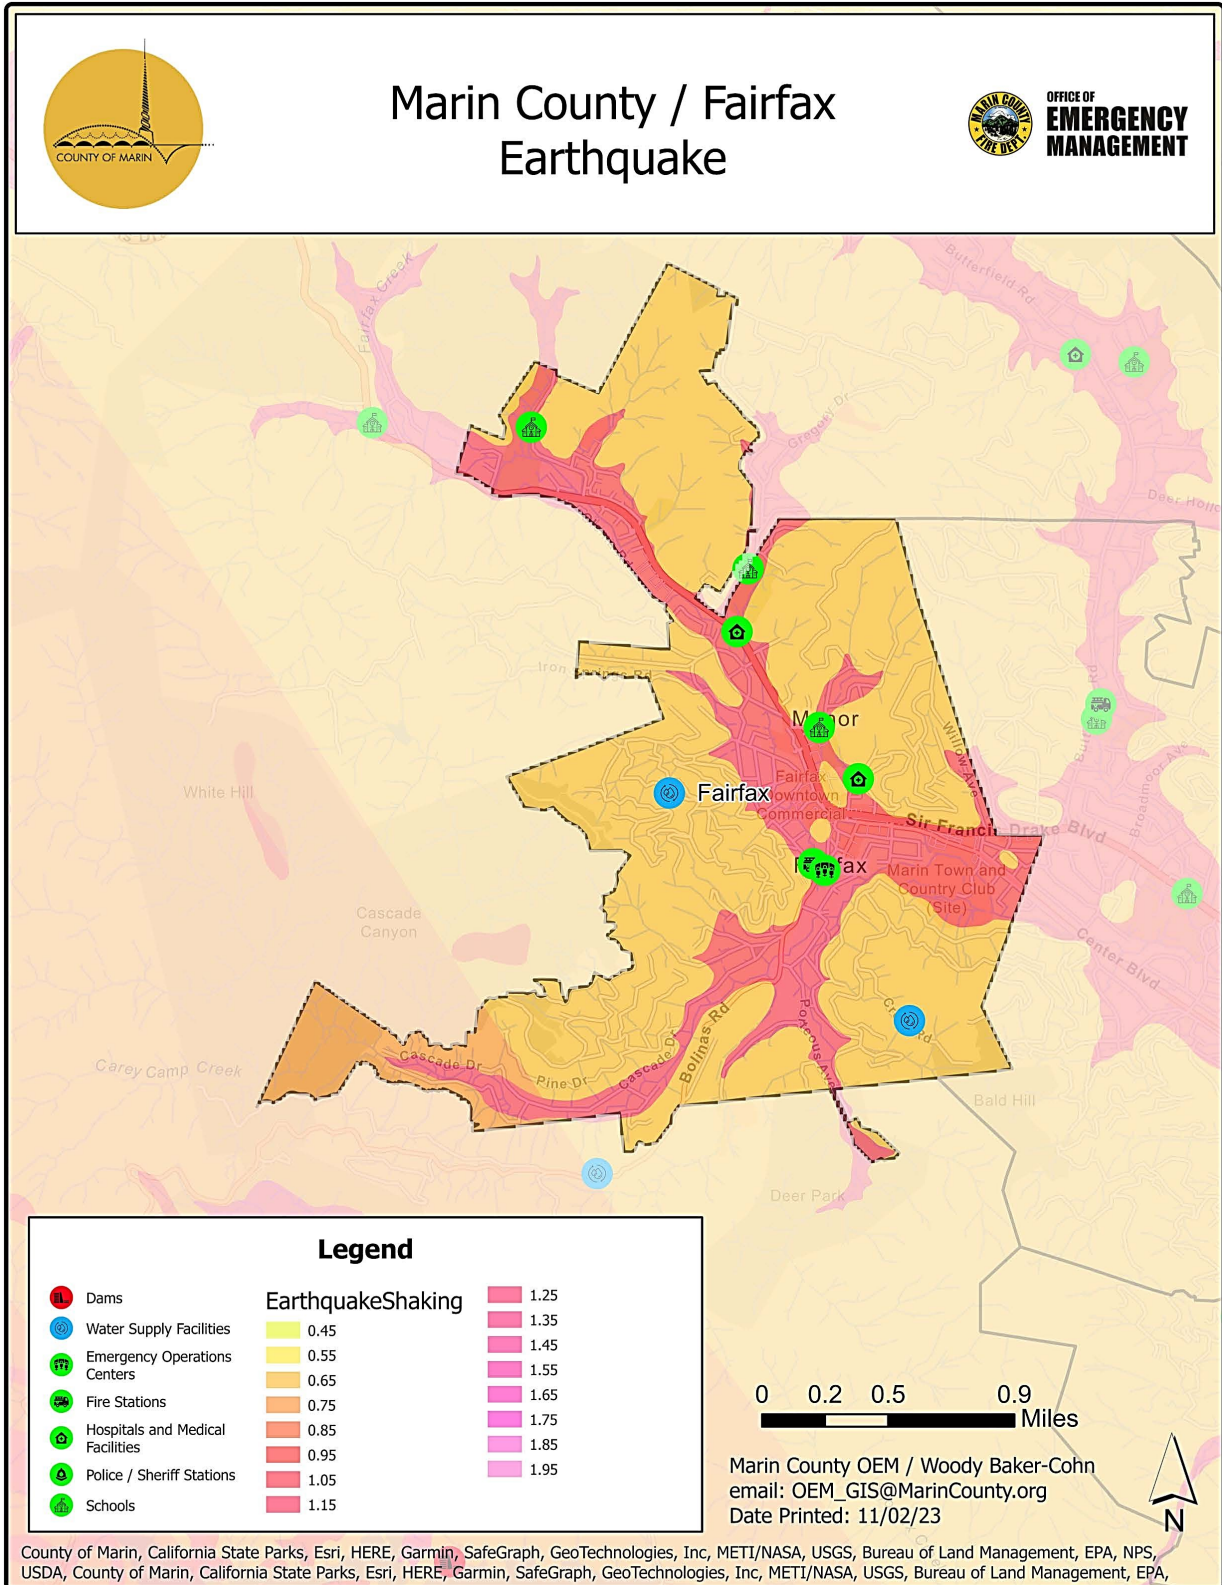 COUNTY OF MARIN
Marin County / Fairfax
Earthquake
MARIN COUNTY
FIRE DEPT.
OFFICE OF
EMERGENCY
MANAGEMENT
Butterfield Rd
Fairfax Creek
Gregory Dr
Deer Hollo
Iron Springs Rd
Manor
Willow Ave
White Hill
Fairfax
Fairfax
Downtown
Commercial
Broadmoor Ave
Sir Francis Drake Blvd
Fairfax
Marin Town and
Country Club
(Site)
Cascade
Canyon
Center Blvd
Porteous Ave
Bolinas Rd
Cascade Dr
Cascade Dr
Pine Dr
Carey Camp Creek
Bald Hill
Deer Park
Legend
Dams
Water Supply Facilities
Emergency Operations
Centers
Fire Stations
Hospitals and Medical
Facilities
Police / Sheriff Stations
Schools
EarthquakeShaking
0.45
0.55
0.65
0.75
0.85
0.95
1.05
1.15
1.25
1.35
1.45
1.55
1.65
1.75
1.85
1.95
0 0.2 0.5 0.9
Miles
Marin County OEM / Woody Baker-Cohn
email: OEM_GIS@MarinCounty.org
Date Printed: 11/02/23
N
County of Marin, California State Parks, Esri, HERE, Garmin, SafeGraph, GeoTechnologies, Inc, METI/NASA, USGS, Bureau of Land Management, EPA, NPS,
USDA, County of Marin, California State Parks, Esri, HERE, Garmin, SafeGraph, GeoTechnologies, Inc, METI/NASA, USGS, Bureau of Land Management, EPA,